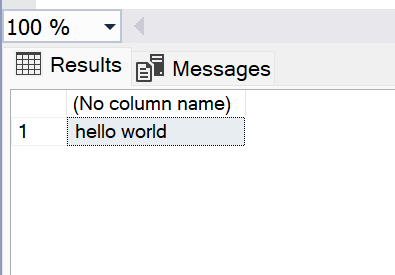 100 %
Results Messages
(No column name)
1 hello world